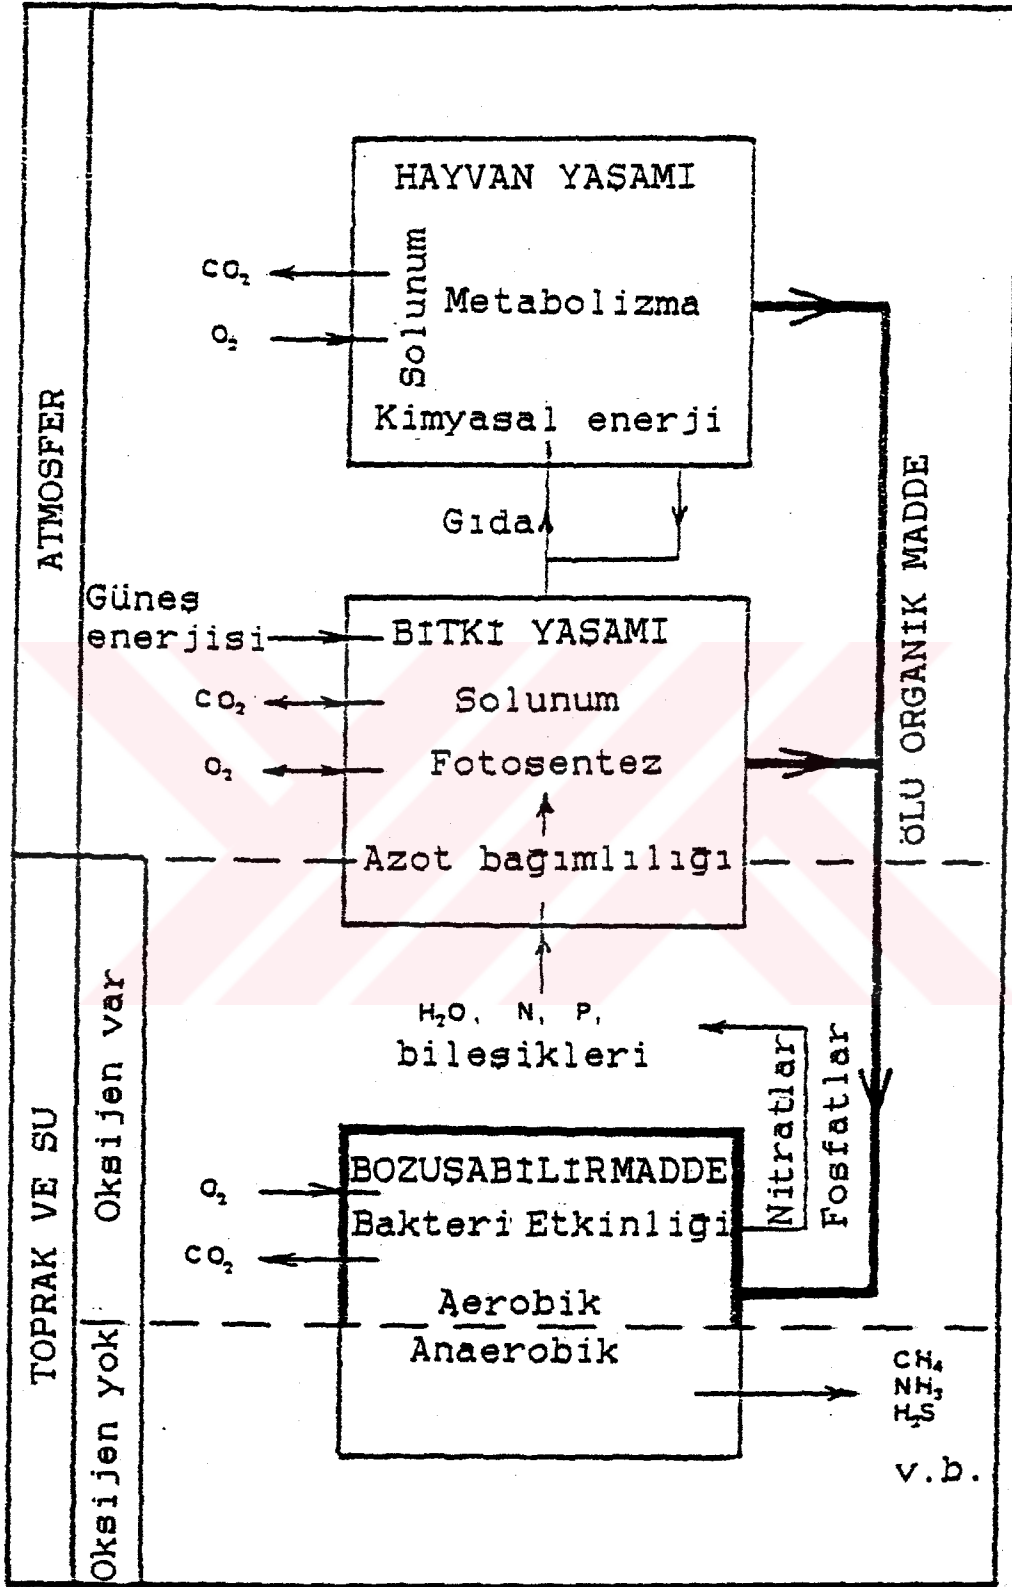 ATMOSFER
HAYVAN YAŞAMI
CO₂
O₂
Solunum
Metabolizma
Kimyasal enerji
Gıda
Güneş
enerjisi
BİTKİ YAŞAMI
CO₂
Solunum
O₂
Fotosentez
Azot bağımlılığı
ÖLU ORGANIK MADDE
TOPRAK VE SU
Oksijen var
Oksijen yok
H₂O, N, P,
bileşikleri
Nitratlar
Fosfatlar
BOZUŞABİLİRMADDE
O₂
Bakteri Etkinliği
CO₂
Aerobik
Anaerobik
CH₄
NH₃
H₂S
v.b.